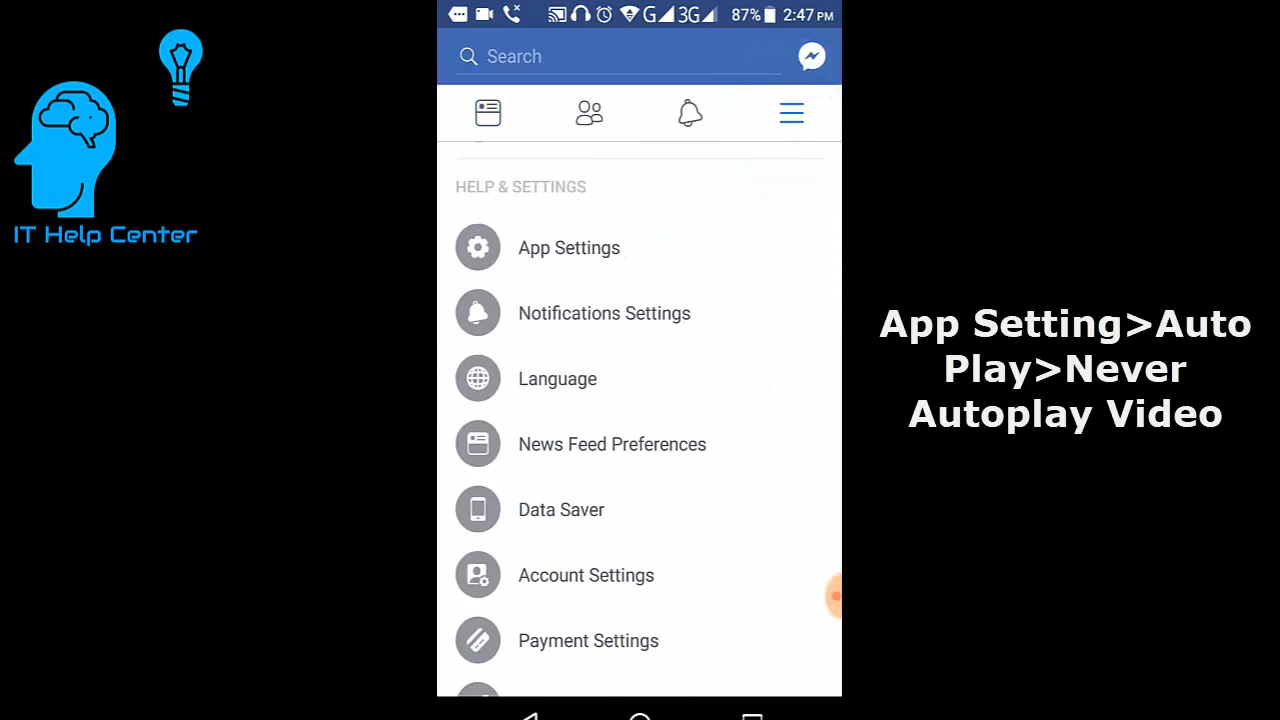 G 3G 87% 2:47 PM
Search
HELP & SETTINGS
App Settings
Notifications Settings
Language
News Feed Preferences
Data Saver
Account Settings
Payment Settings
IT Help Center
App Setting>Auto
Play>Never
Autoplay Video